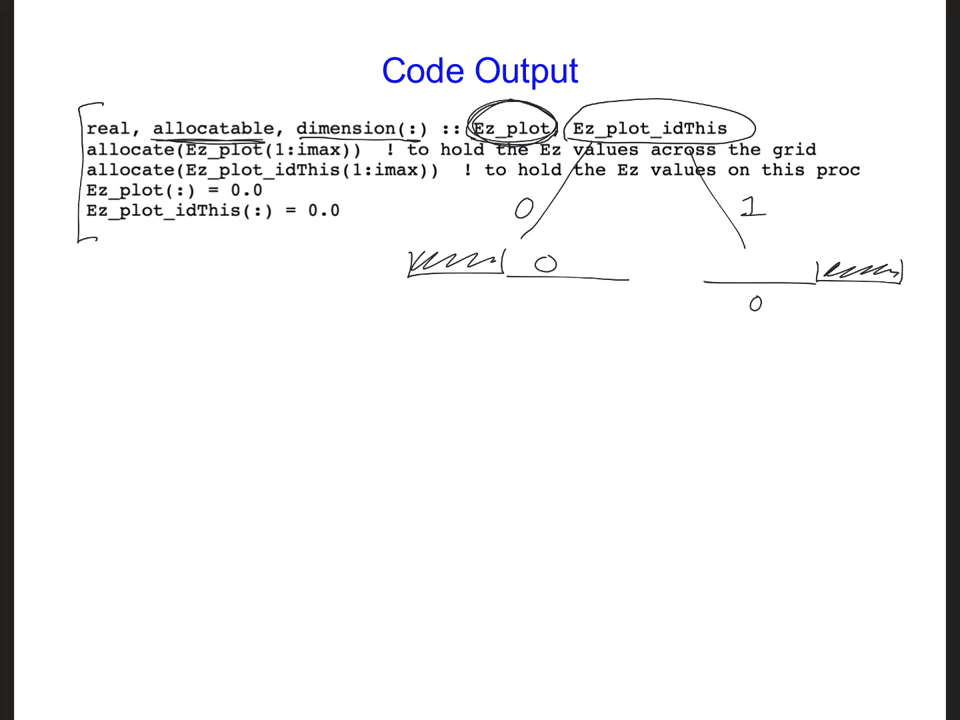 Code Output
real, allocatable, dimension(:) :: Ez_plot, Ez_plot_idThis
allocate(Ez_plot(1:imax))  ! to hold the Ez values across the grid
allocate(Ez_plot_idThis(1:imax))  ! to hold the Ez values on this proc
Ez_plot(:) = 0.0
Ez_plot_idThis(:) = 0.0
0 1
0
0